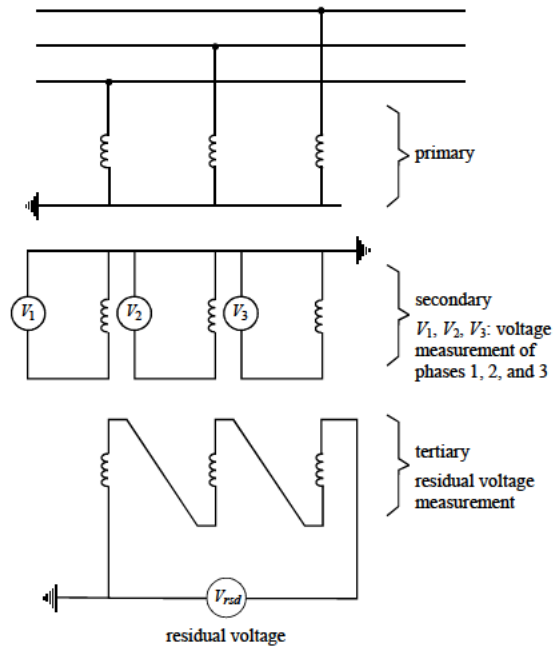 primary
V1
V2
V3
secondary
V1, V2, V3: voltage
measurement of
phases 1, 2, and 3
tertiary
residual voltage
measurement
Vrsd
residual voltage